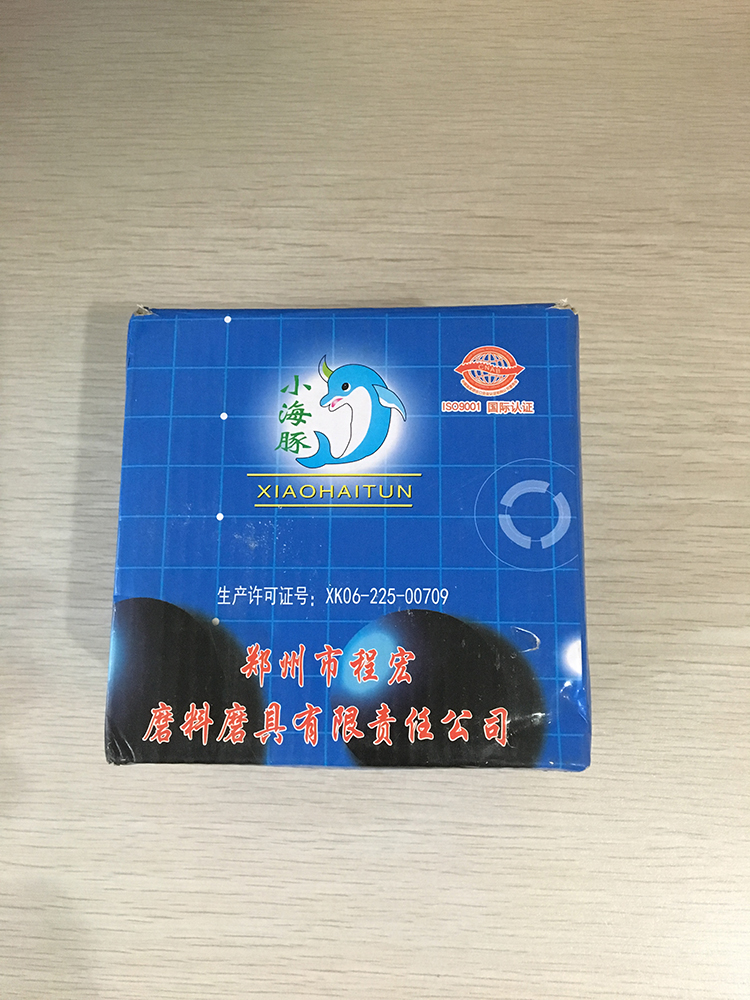 小海豚
XIAOHAITUN
CNAB
ISO9001 国际认证
生产许可证号: XK06-225-00709
郑州市程宏
磨料磨具有限责任公司